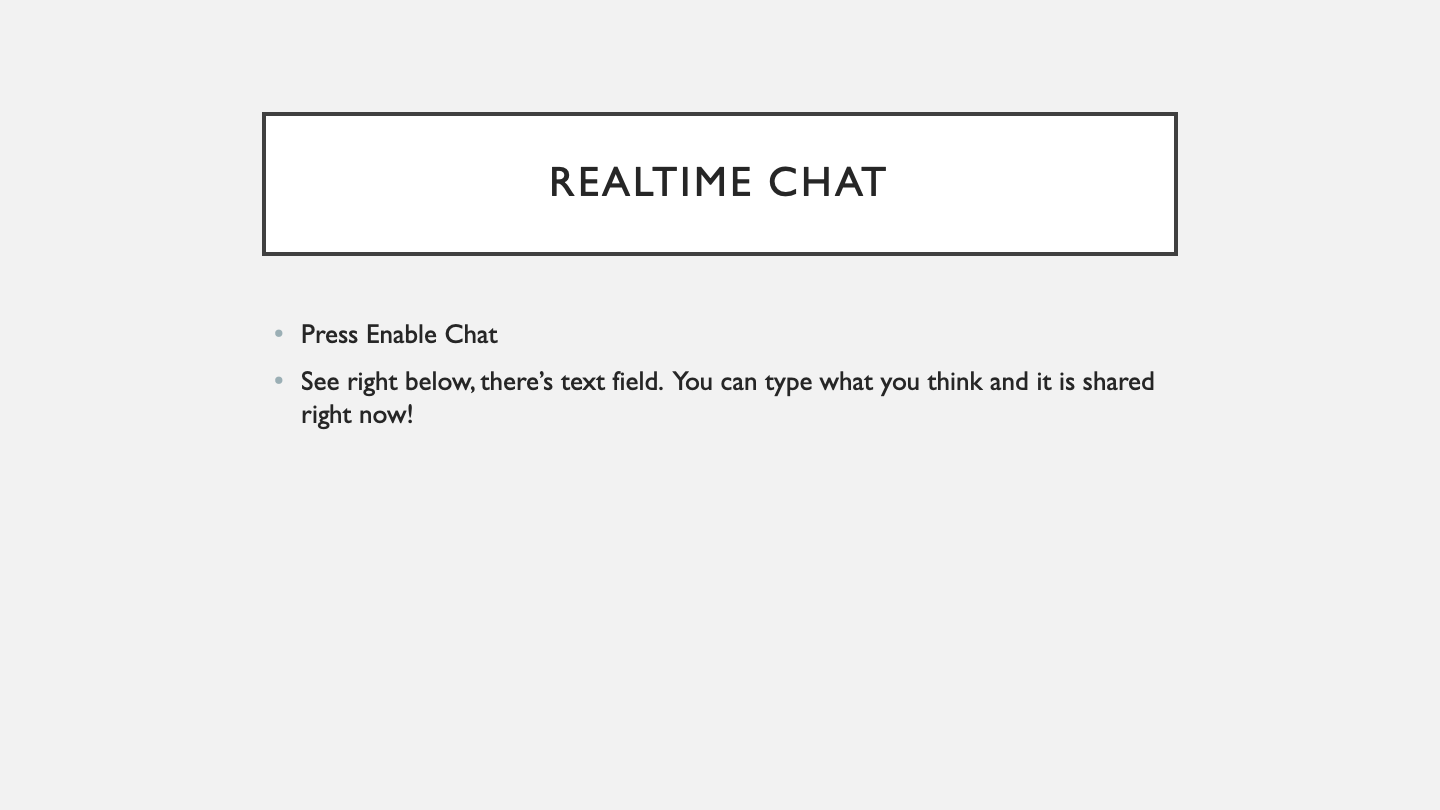 REALTIME CHAT
• Press Enable Chat
• See right below, there’s text field.  You can type what you think and it is shared
right now!